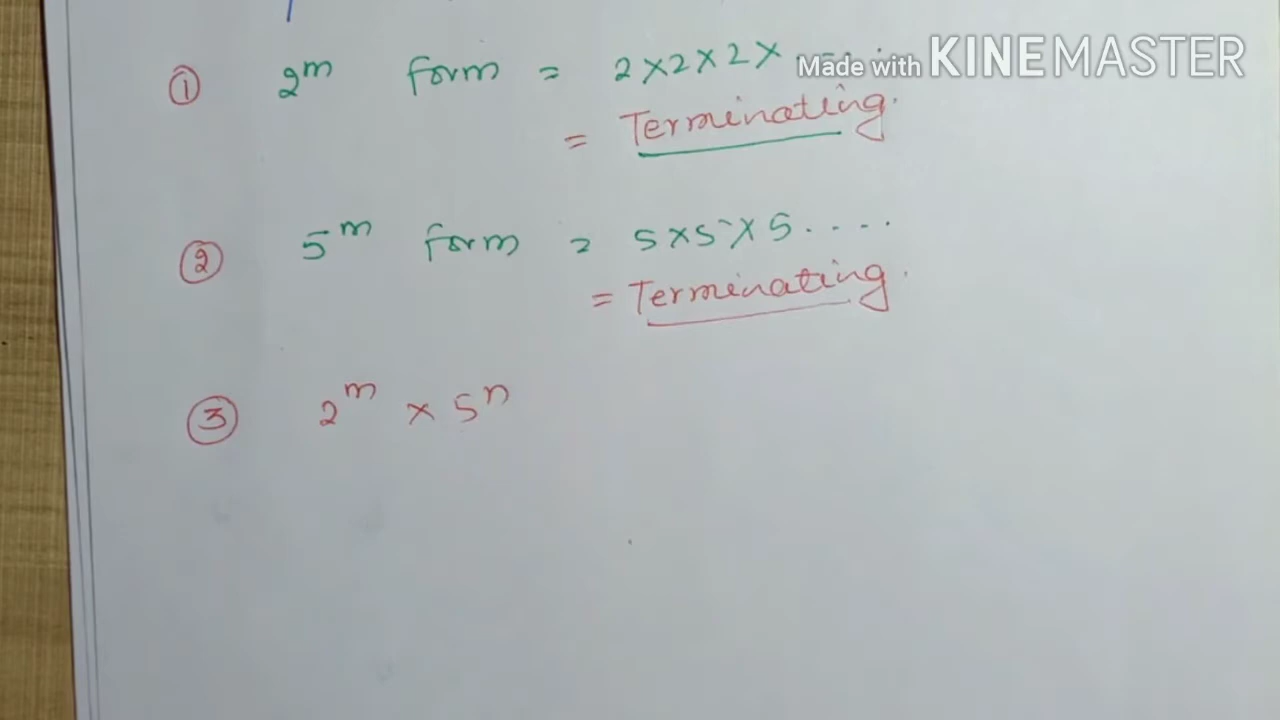 Made with KINEMASTER
① 2^m form = 2×2×2×
= Terminating.
② 5^m form = 5×5×5.....
= Terminating.
③ 2^m × 5^n